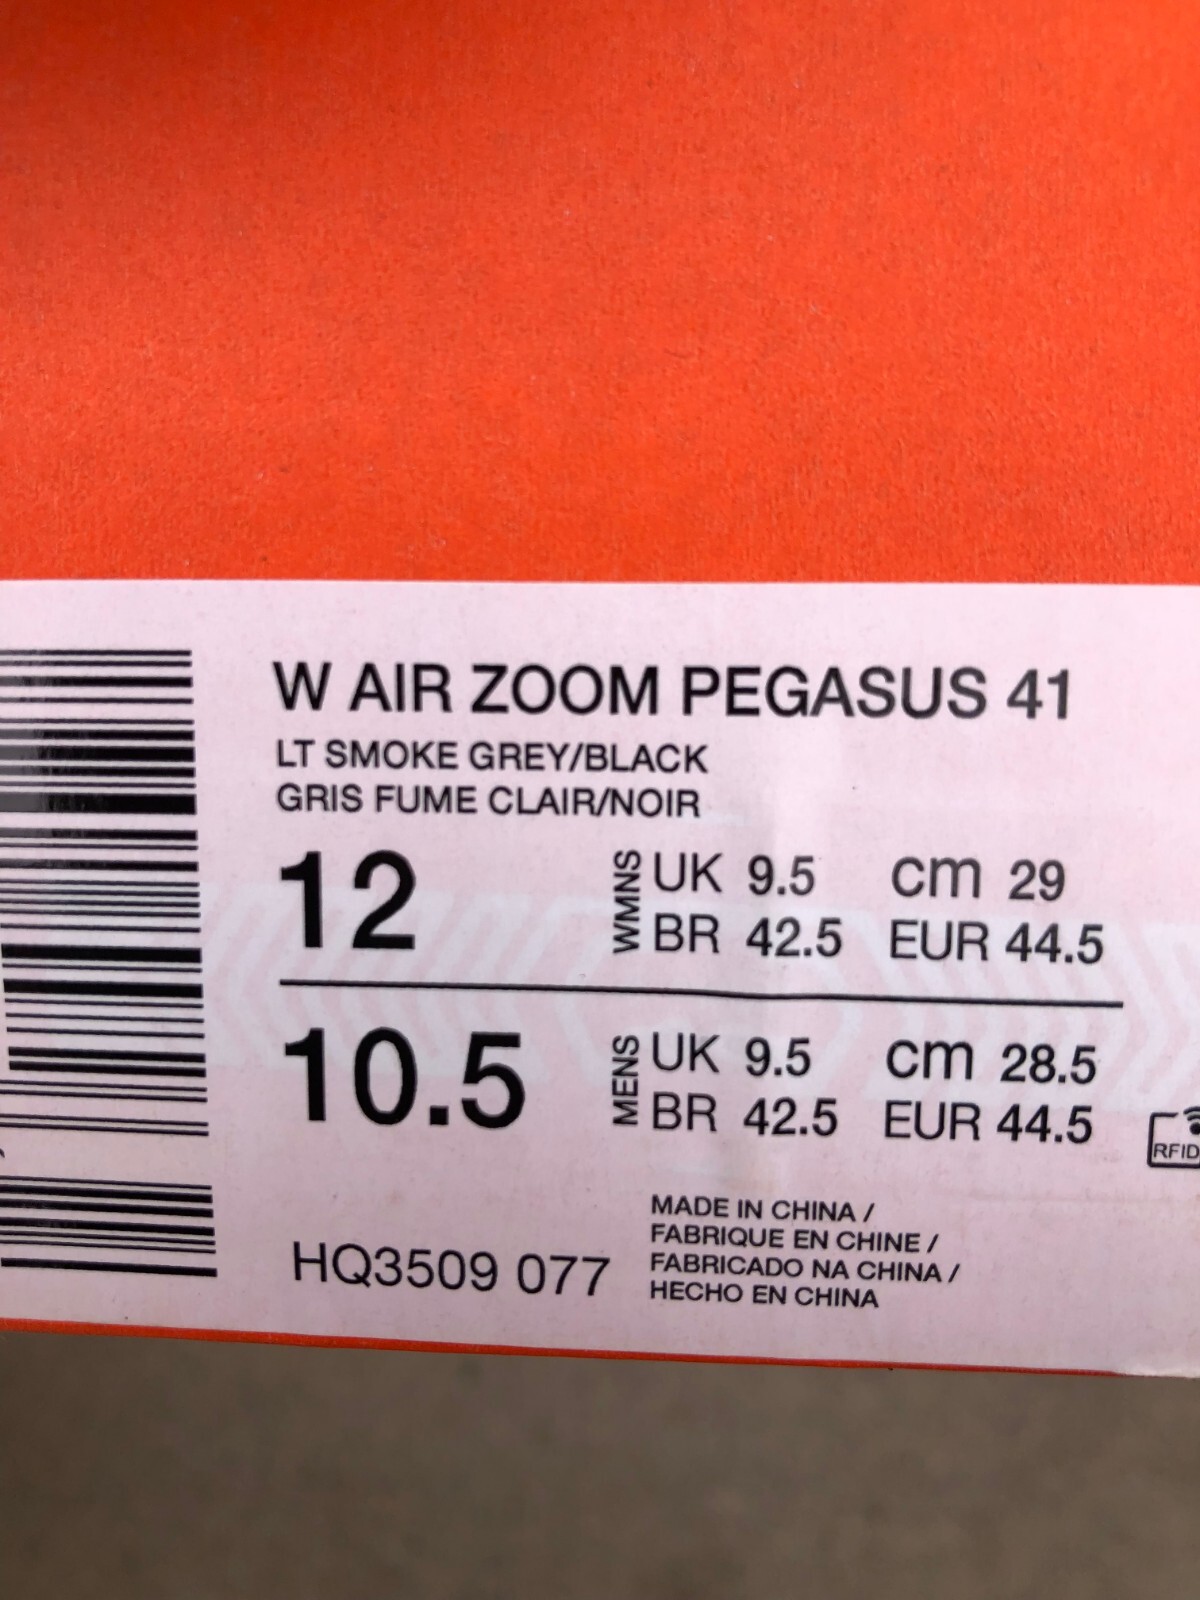 W AIR ZOOM PEGASUS 41
LT SMOKE GREY/BLACK
GRIS FUME CLAIR/NOIR
12 WMNS UK 9.5 cm 29
BR 42.5 EUR 44.5
10.5 MENS UK 9.5 cm 28.5
BR 42.5 EUR 44.5
RFID
HQ3509 077
MADE IN CHINA /
FABRIQUE EN CHINE /
FABRICADO NA CHINA /
HECHO EN CHINA